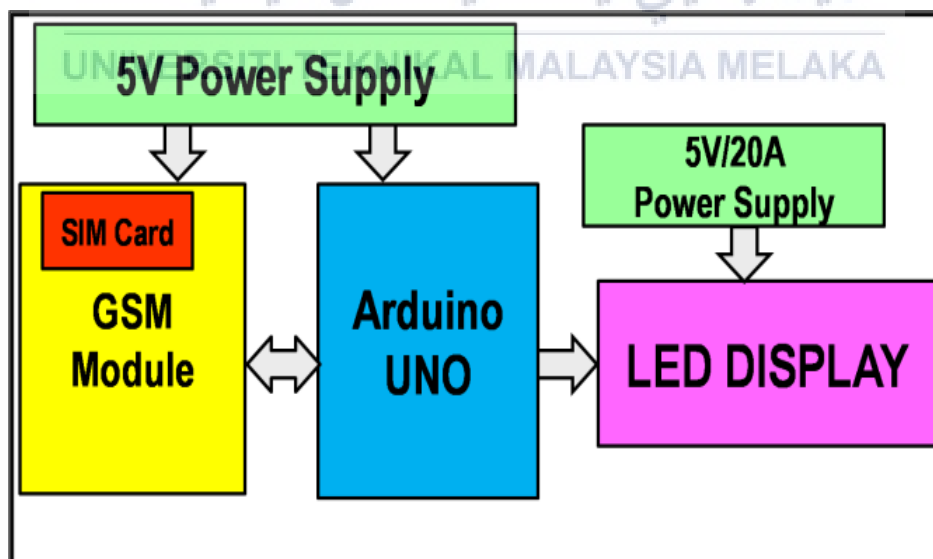 UNIVERSITI TEKNIKAL MALAYSIA MELAKA
5V Power Supply
5V/20A
Power Supply
SIM Card
GSM
Module
Arduino
UNO
LED DISPLAY